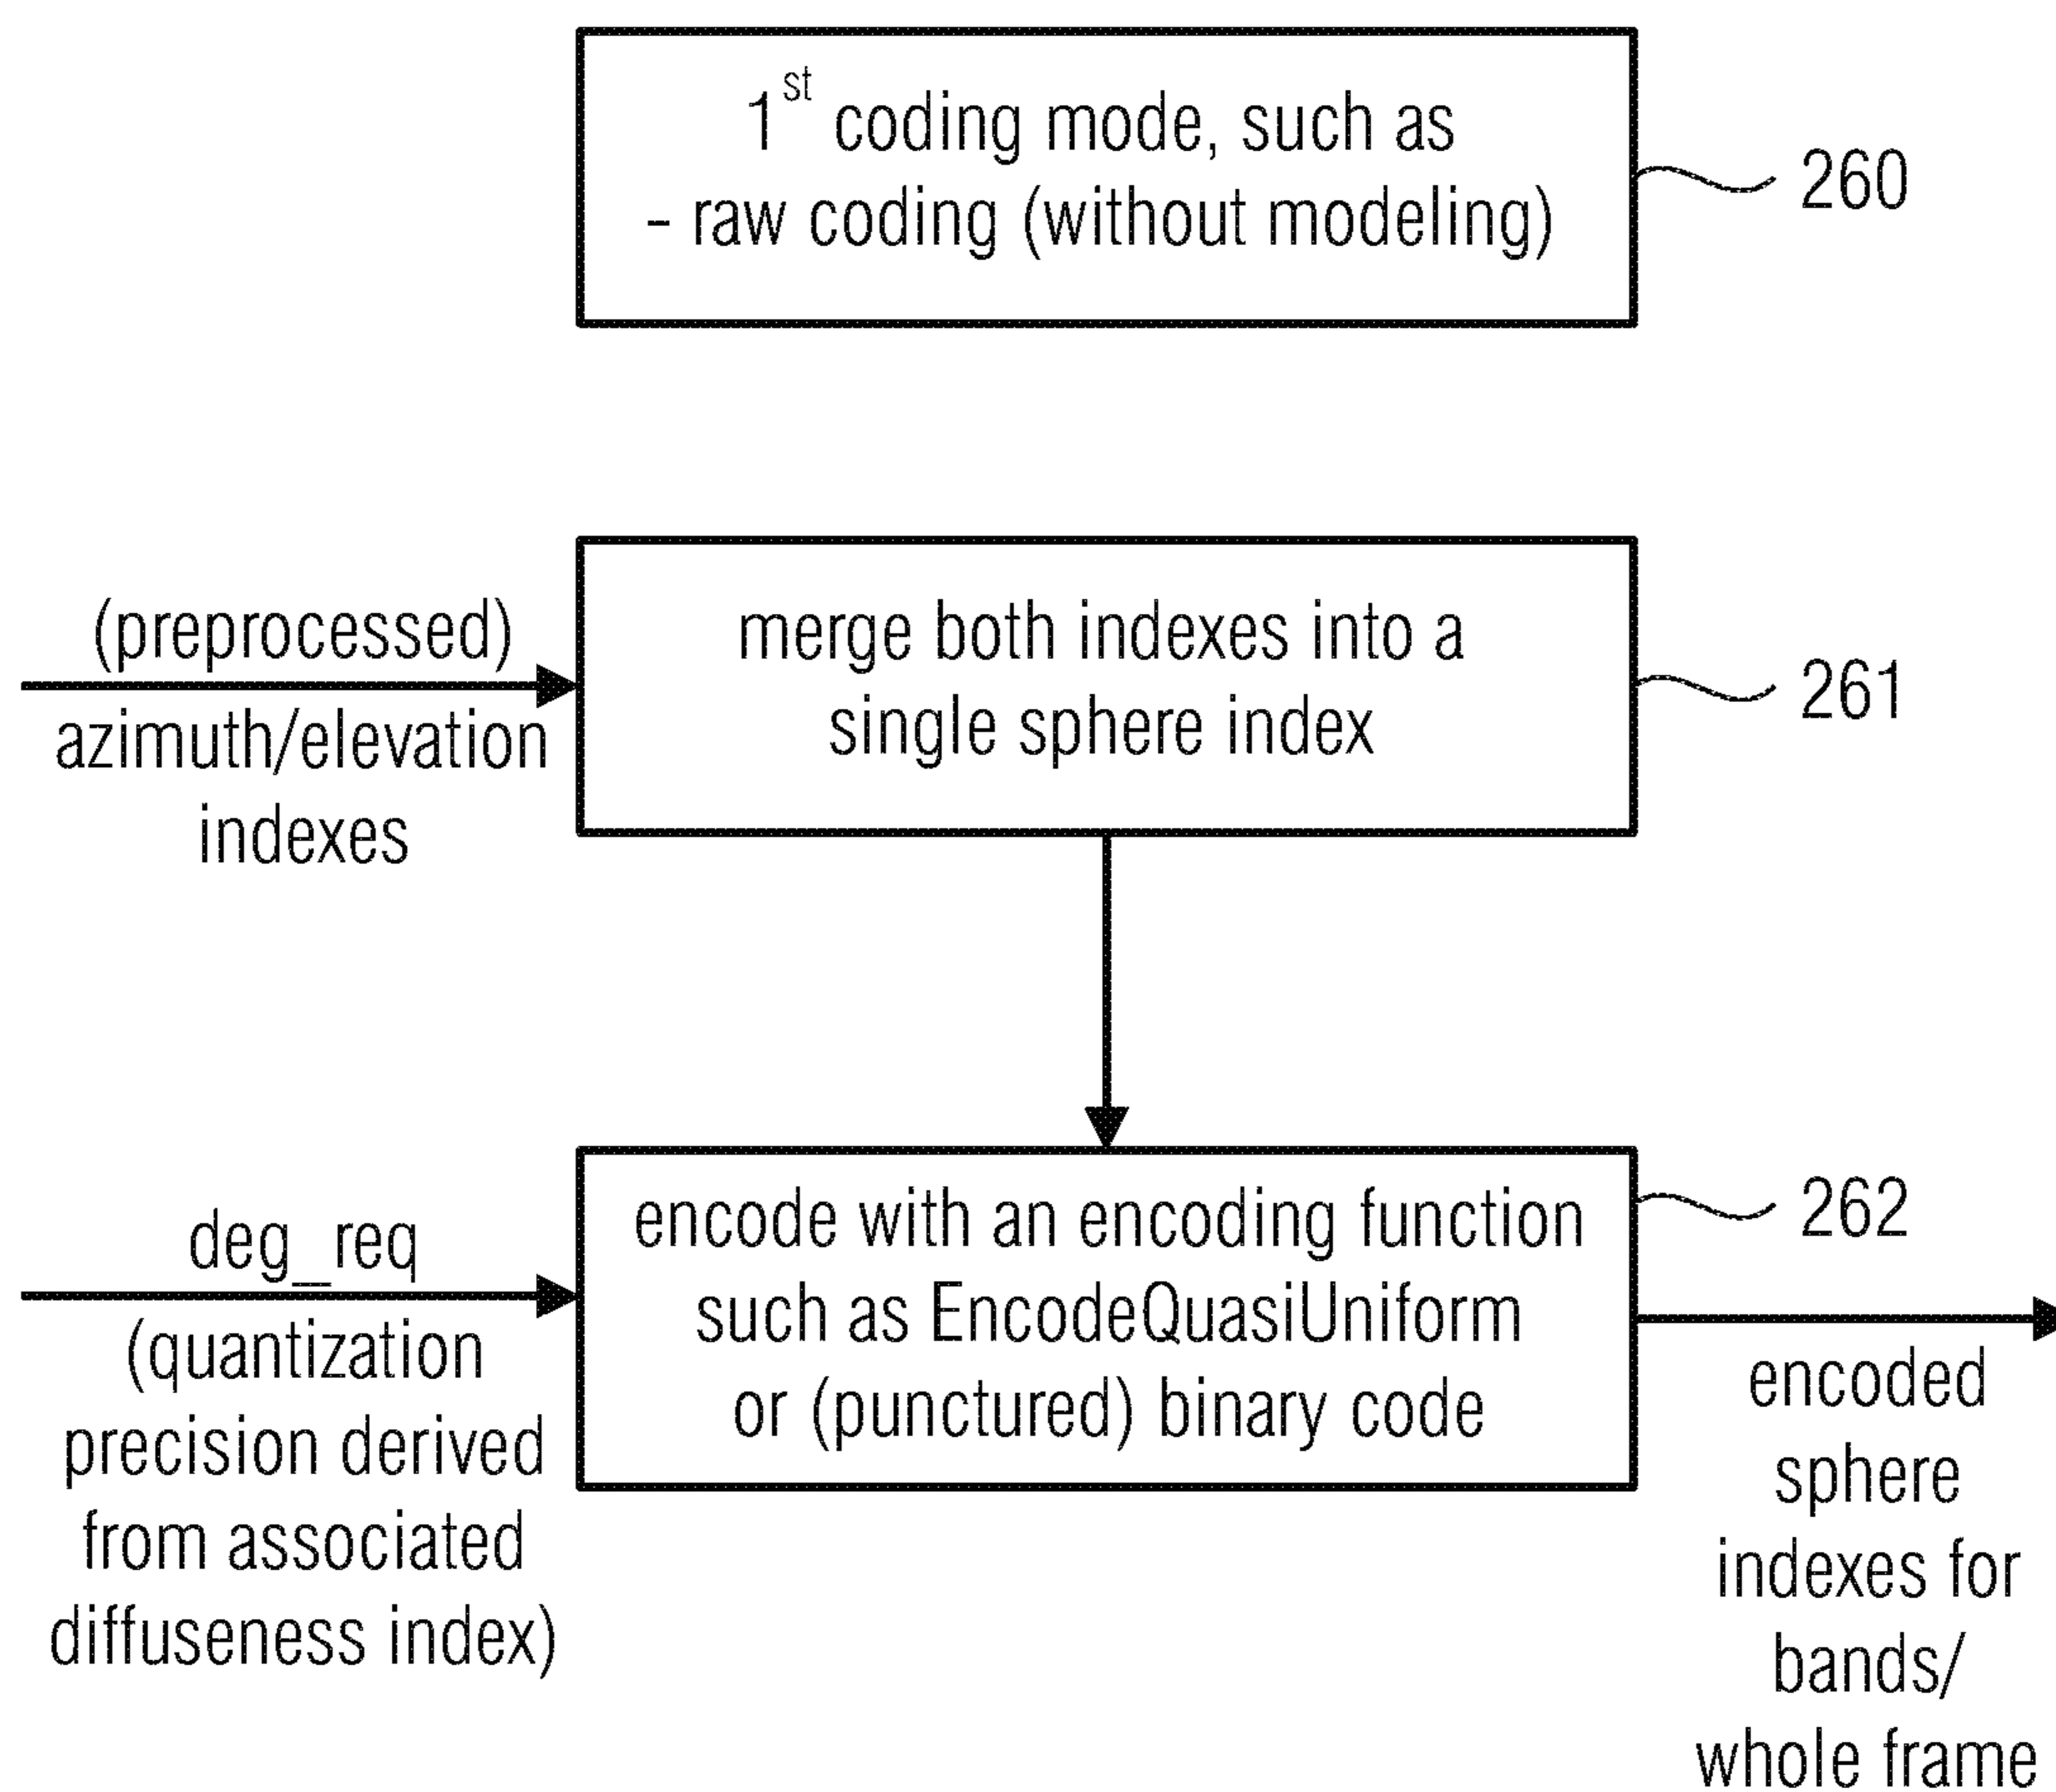 1st coding mode, such as
- raw coding (without modeling)
260
(preprocessed)
azimuth/elevation
indexes
merge both indexes into a
single sphere index
261
deg_req
(quantization
precision derived
from associated
diffuseness index)
encode with an encoding function
such as EncodeQuasiUniform
or (punctured) binary code
262
encoded
sphere
indexes for
bands/
whole frame